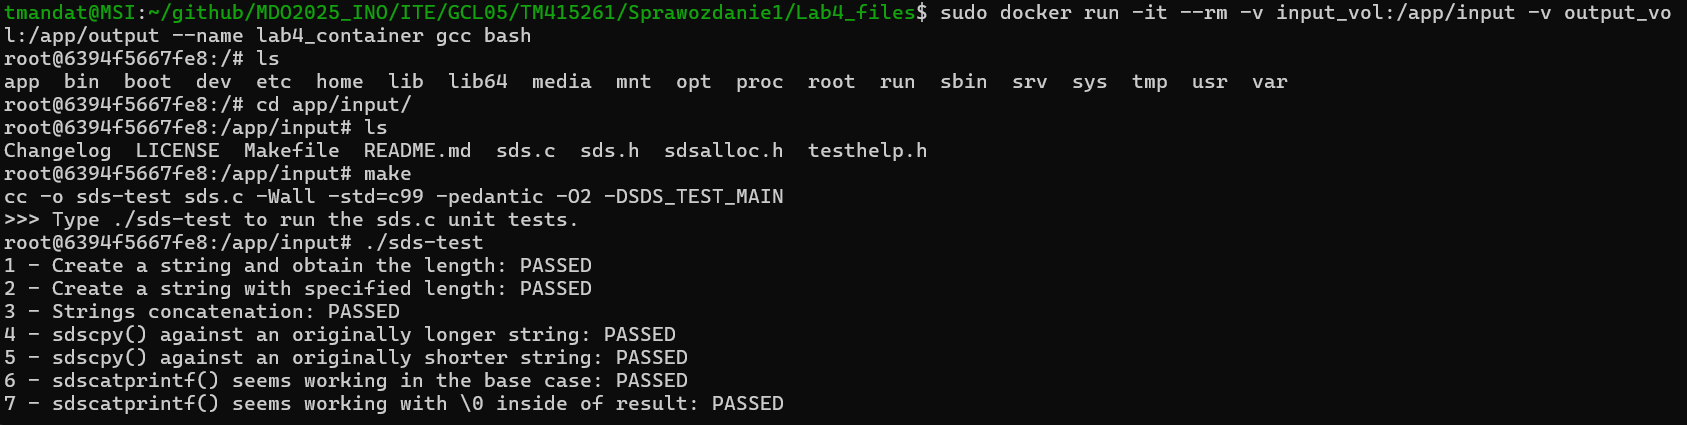 tmandat@MSI:~/github/MDO2025_INO/ITE/GCL05/TM415261/Sprawozdanie1/Lab4_files$ sudo docker run -it --rm -v input_vol:/app/input -v output_vo
l:/app/output --name lab4_container gcc bash
root@6394f5667fe8:/# ls
app  bin  boot  dev  etc  home  lib  lib64  media  mnt  opt  proc  root  run  sbin  srv  sys  tmp  usr  var
root@6394f5667fe8:/# cd app/input/
root@6394f5667fe8:/app/input# ls
Changelog  LICENSE  Makefile  README.md  sds.c  sds.h  sdsalloc.h  testhelp.h
root@6394f5667fe8:/app/input# make
cc -o sds-test sds.c -Wall -std=c99 -pedantic -O2 -DSDS_TEST_MAIN
>>> Type ./sds-test to run the sds.c unit tests.
root@6394f5667fe8:/app/input# ./sds-test
1 - Create a string and obtain the length: PASSED
2 - Create a string with specified length: PASSED
3 - Strings concatenation: PASSED
4 - sdscpy() against an originally longer string: PASSED
5 - sdscpy() against an originally shorter string: PASSED
6 - sdscatprintf() seems working in the base case: PASSED
7 - sdscatprintf() seems working with \0 inside of result: PASSED